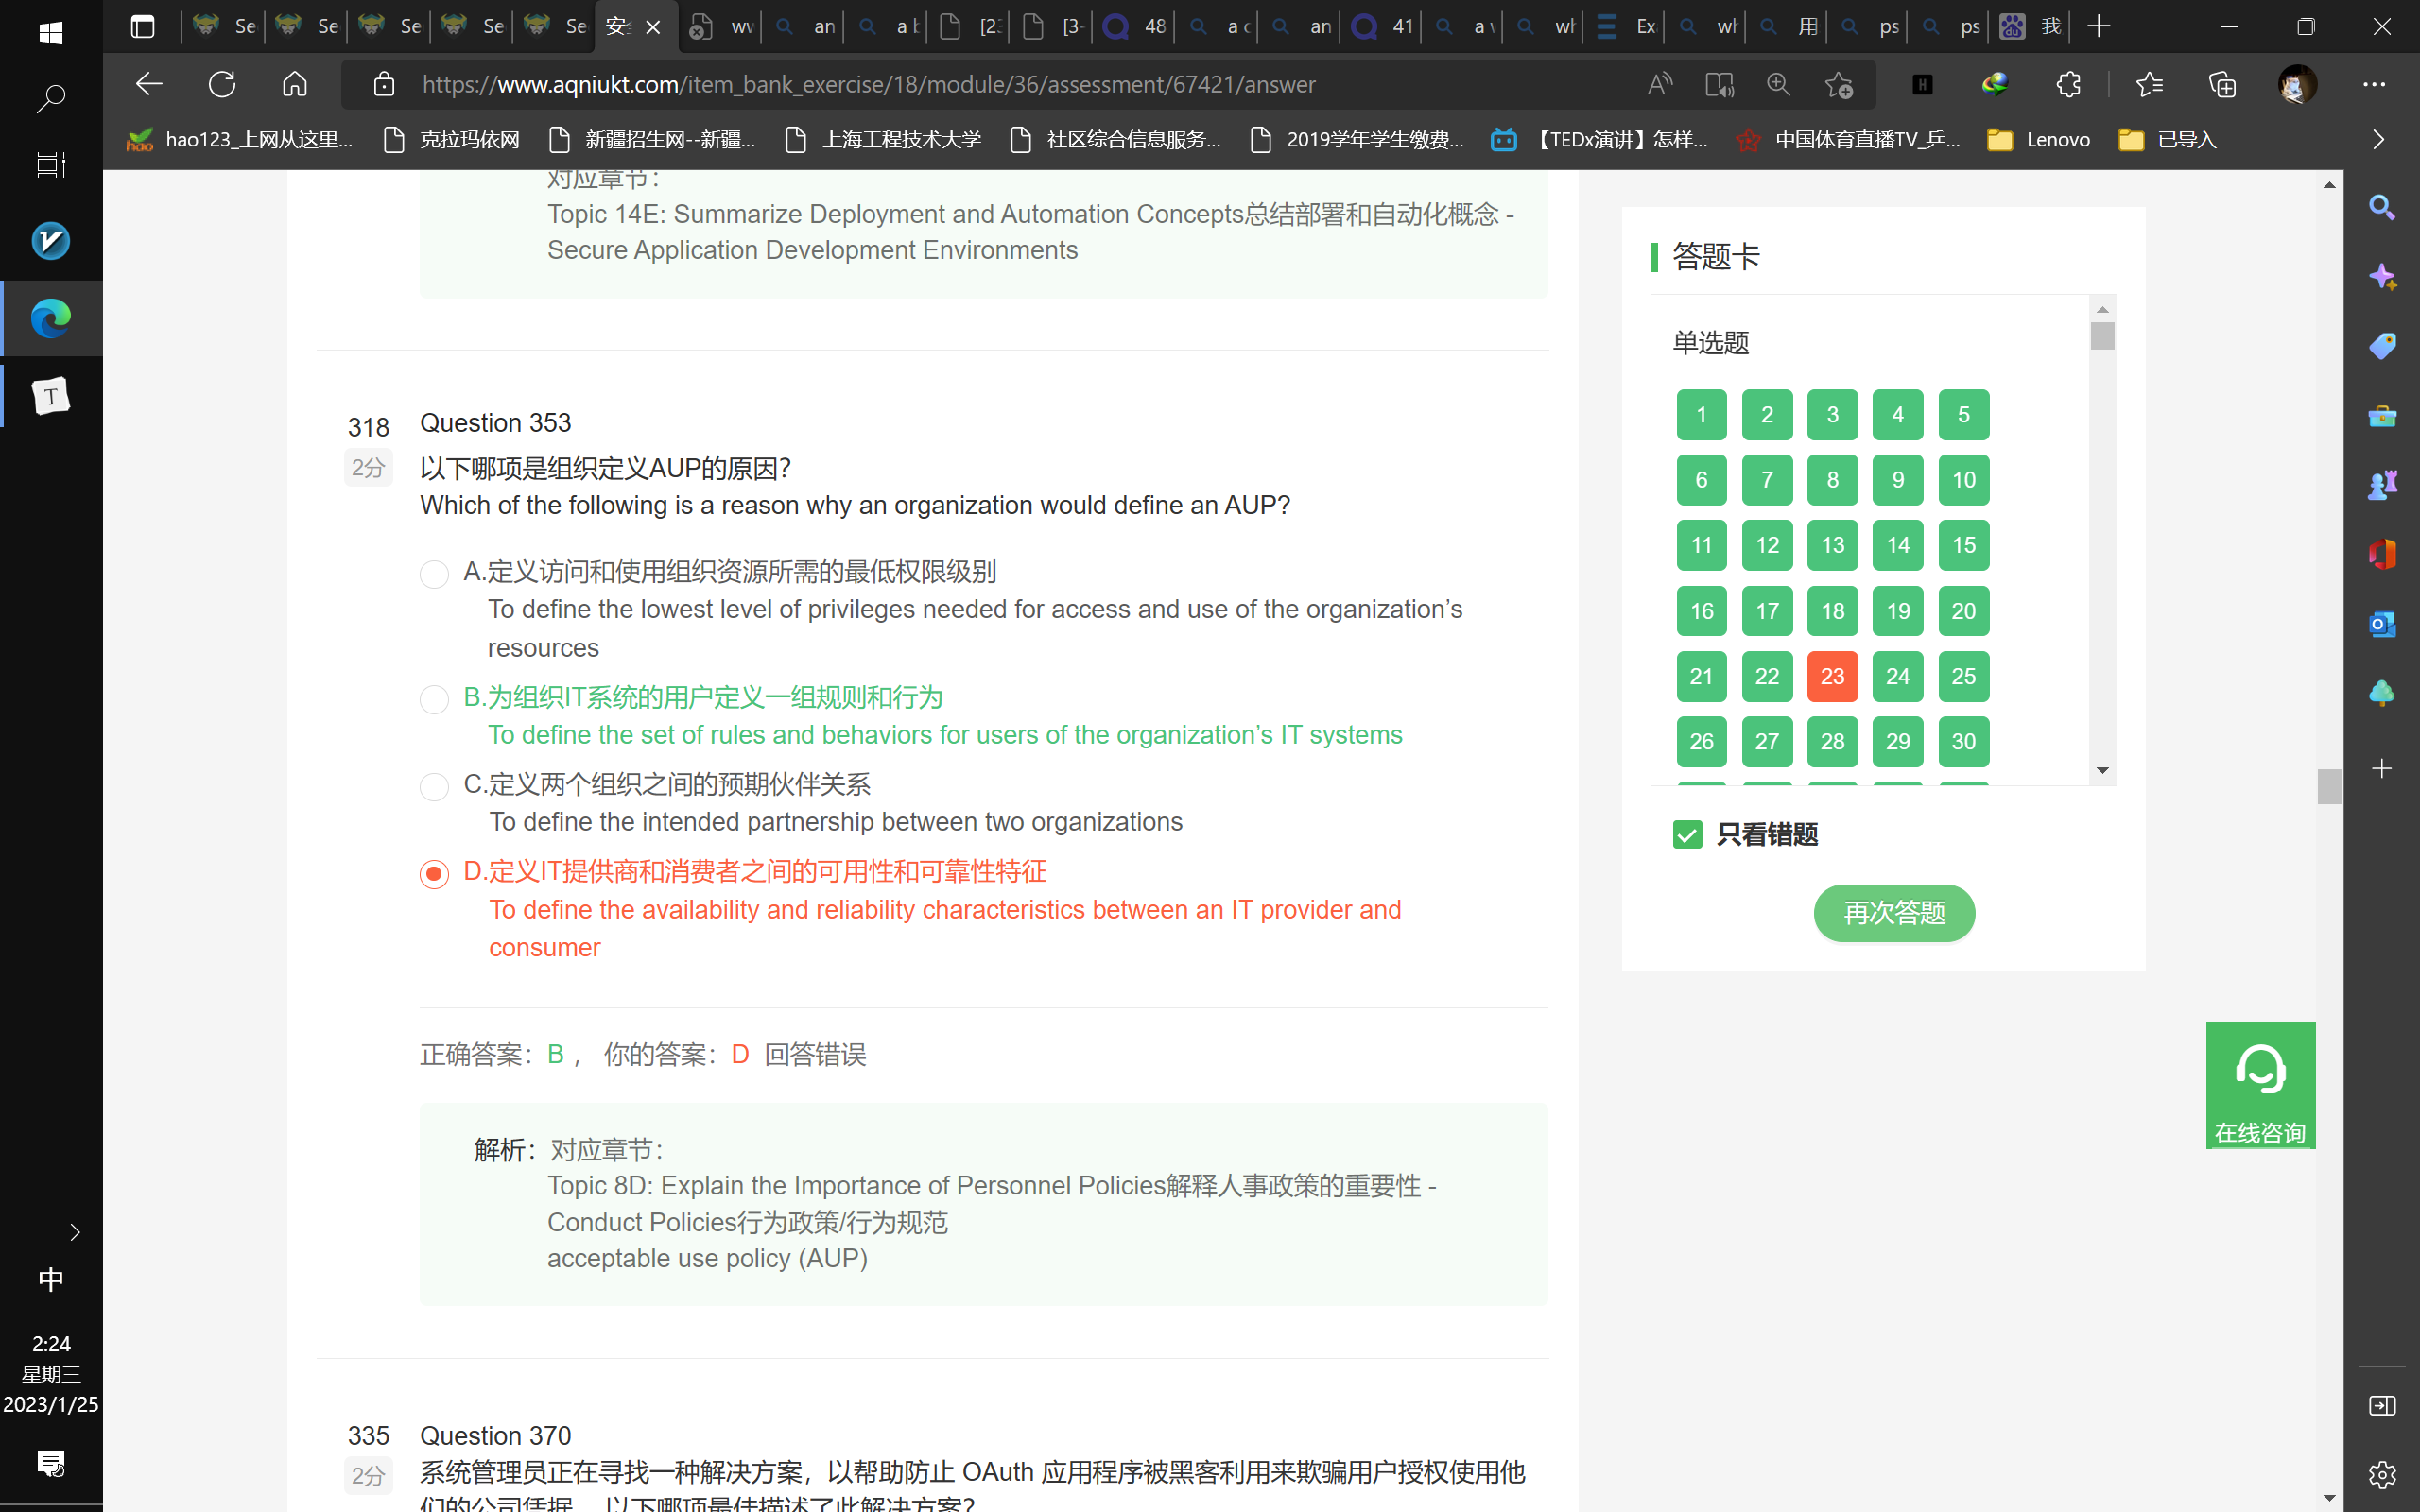 Se
Se
Se
Se
Se
安
wv
an
a b
[2
[3-
48
a c
an
41
a v
wh
Ex
wh
用
ps
ps
我
https://www.aqniukt.com/item_bank_exercise/18/module/36/assessment/67421/answer
hao123_上网从这里...
克拉玛依网
新疆招生网--新疆...
上海工程技术大学
社区综合信息服务...
2019学年学生缴费...
【TEDx演讲】怎样...
中国体育直播TV_乒...
Lenovo
已导入
对应章节：
Topic 14E: Summarize Deployment and Automation Concepts总结部署和自动化概念 -
Secure Application Development Environments
318
2分
Question 353
以下哪项是组织定义AUP的原因？
Which of the following is a reason why an organization would define an AUP?
A.定义访问和使用组织资源所需的最低权限级别
To define the lowest level of privileges needed for access and use of the organization’s
resources
B.为组织IT系统的用户定义一组规则和行为
To define the set of rules and behaviors for users of the organization’s IT systems
C.定义两个组织之间的预期伙伴关系
To define the intended partnership between two organizations
D.定义IT提供商和消费者之间的可用性和可靠性特征
To define the availability and reliability characteristics between an IT provider and
consumer
正确答案： B ， 你的答案： D 回答错误
解析： 对应章节：
Topic 8D: Explain the Importance of Personnel Policies解释人事政策的重要性 -
Conduct Policies行为政策/行为规范
acceptable use policy (AUP)
335
2分
Question 370
系统管理员正在寻找一种解决方案，以帮助防止 OAuth 应用程序被黑客利用来欺骗用户授权使用他
们的公司凭据。 以下哪项最佳描述了此解决方案？
答题卡
单选题
1 2 3 4 5
6 7 8 9 10
11 12 13 14 15
16 17 18 19 20
21 22 23 24 25
26 27 28 29 30
只看错题
再次答题
在线咨询
中
2:24
星期三
2023/1/25